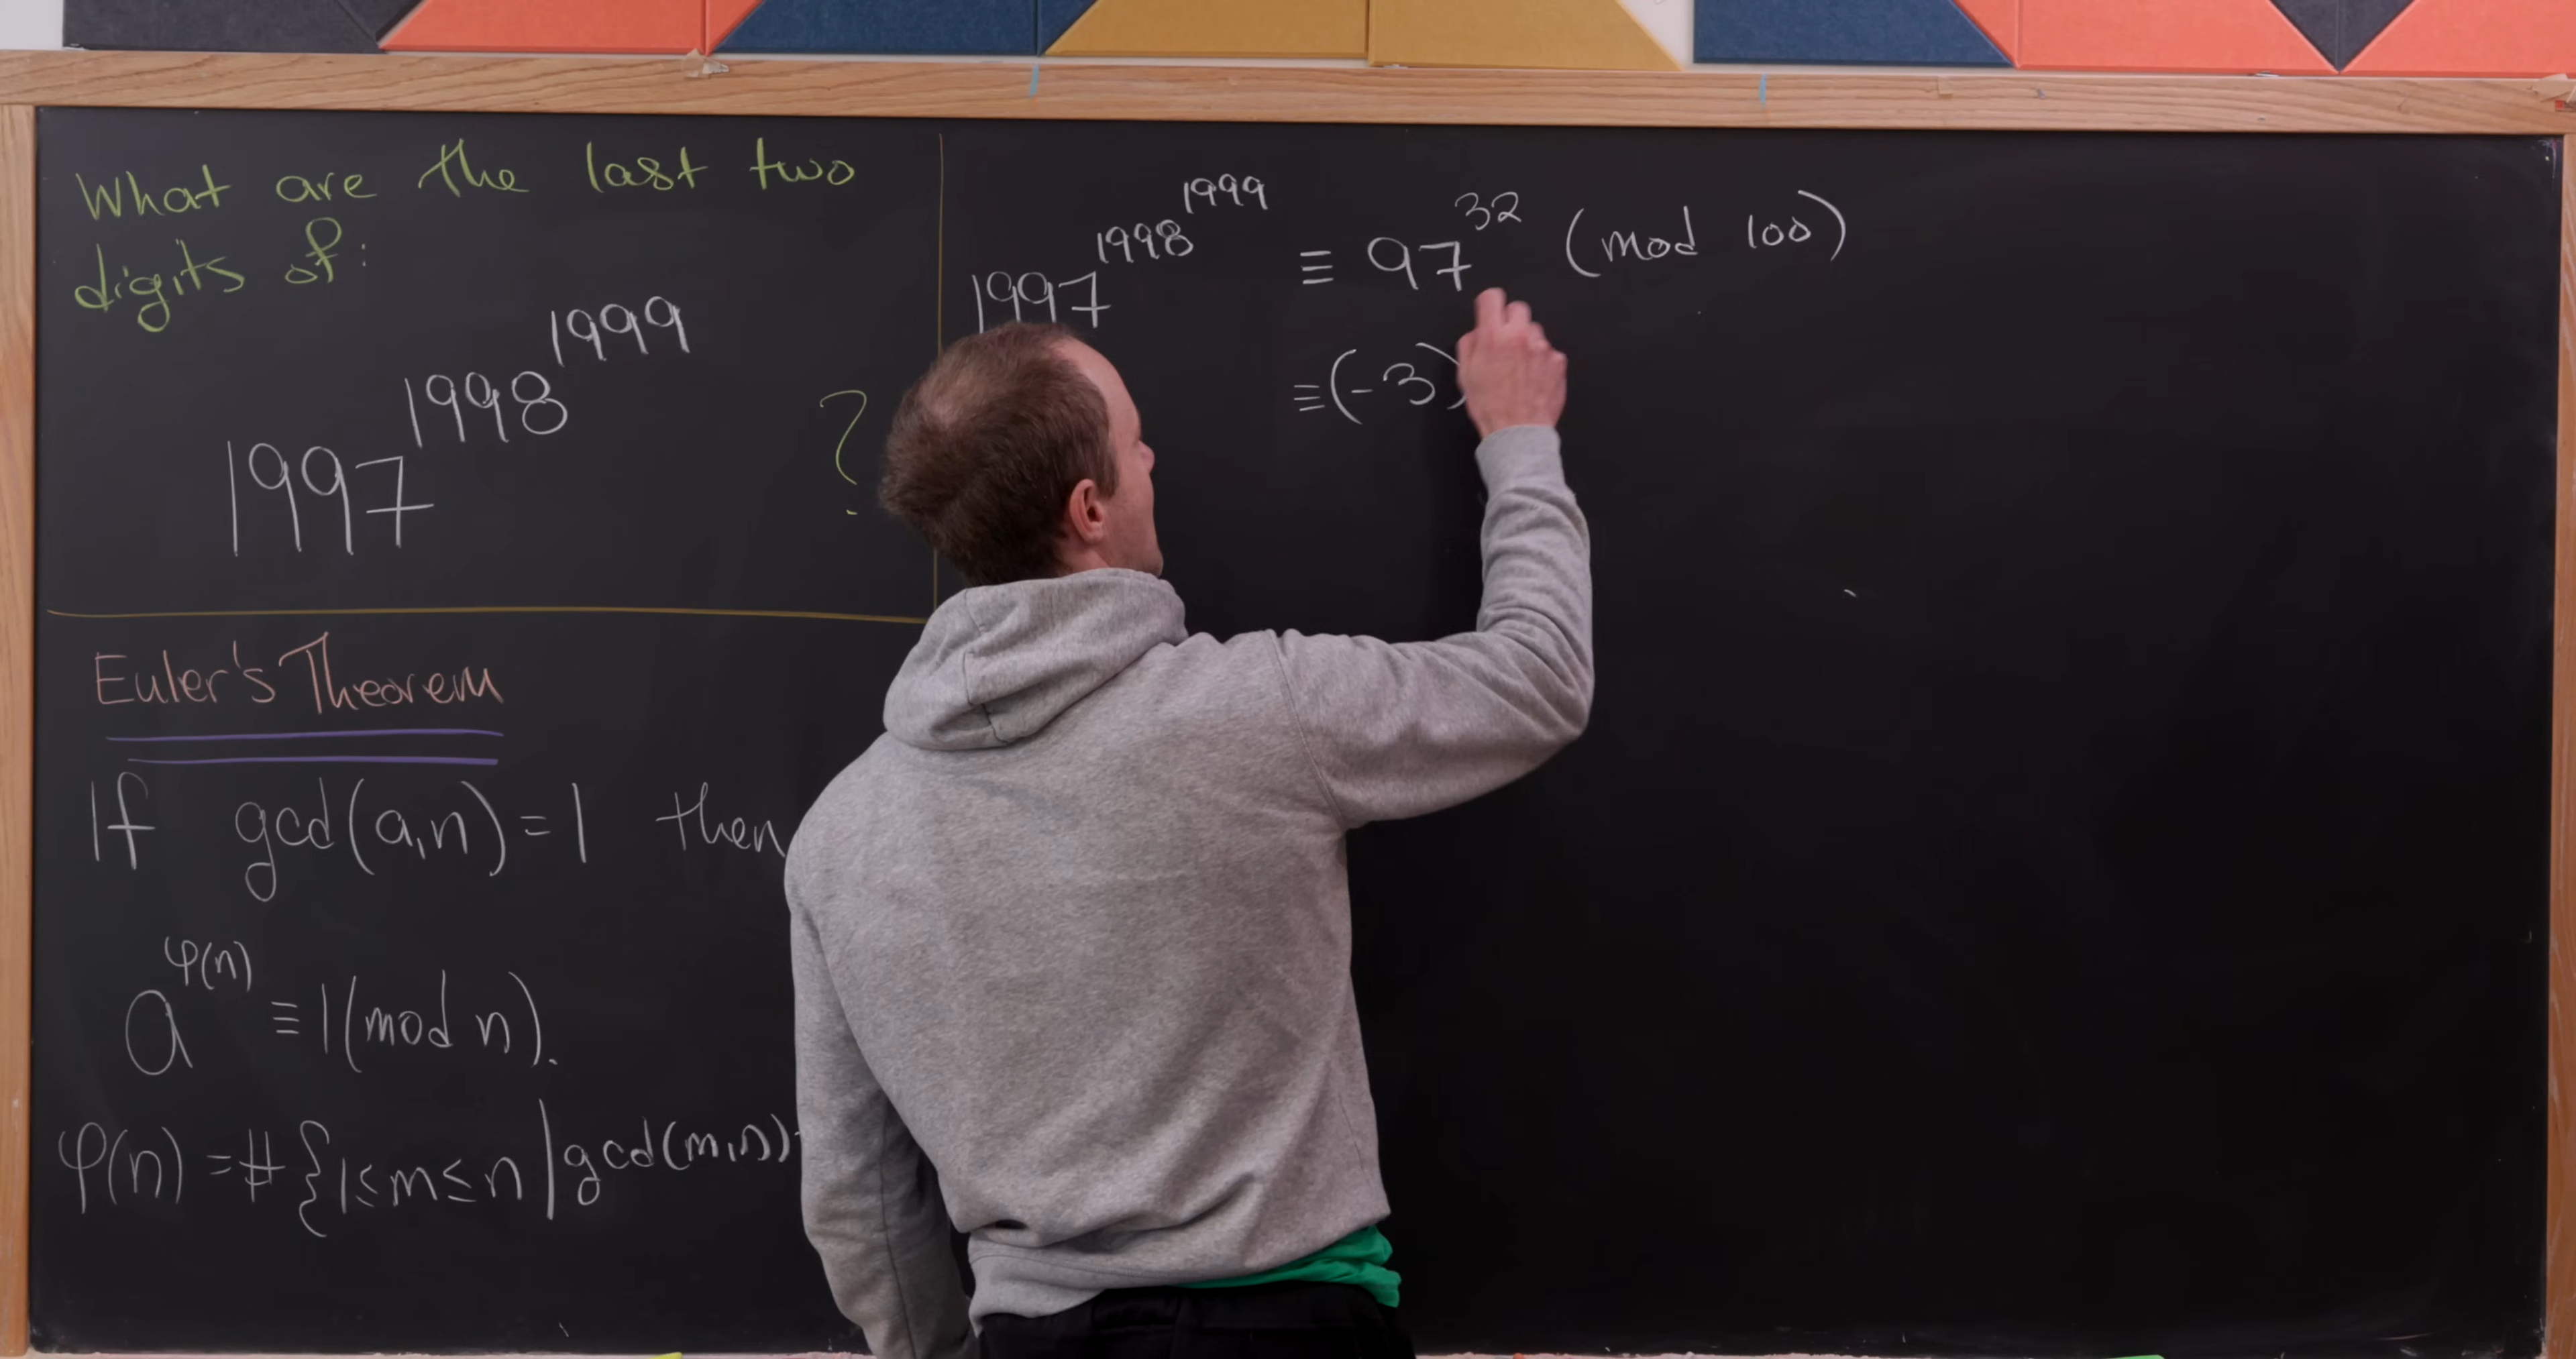 What are the last two
digits of:
1997^1998^1999 ?
Euler's Theorem
If gcd(a,n)=1 then
a^φ(n) ≡ 1 (mod n).
φ(n) = #{1≤m≤n | gcd(m,n)
1997^1998^1999 ≡ 97^32 (mod 100)
≡(-3)